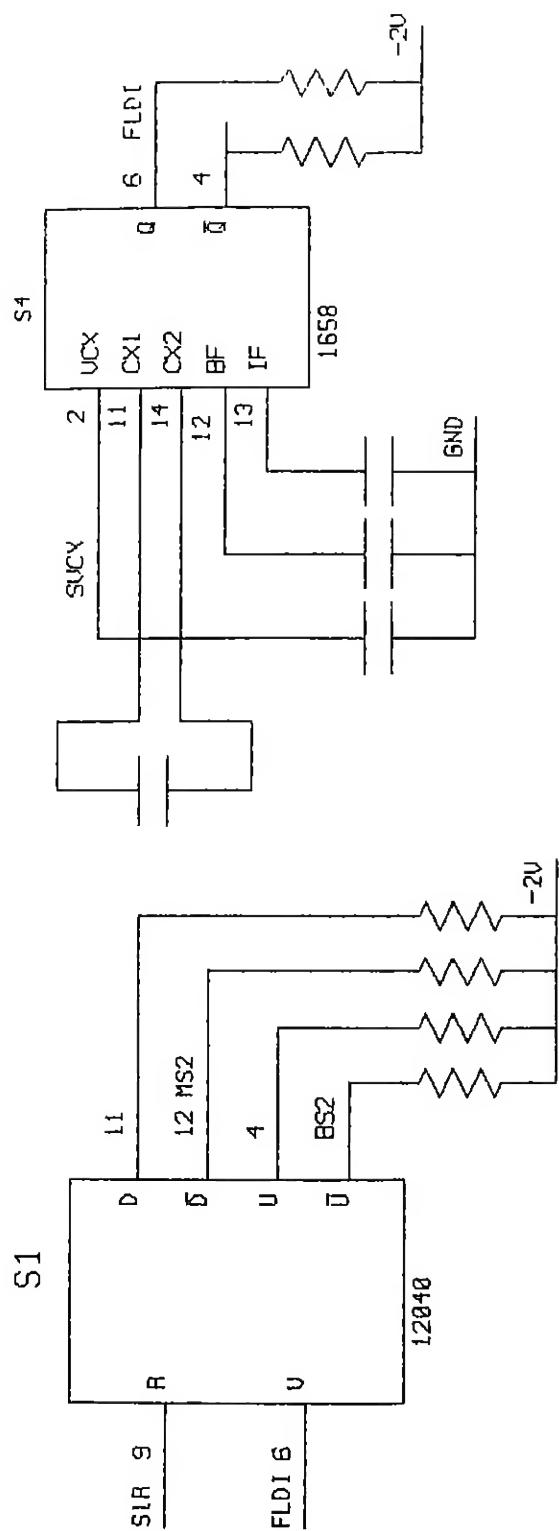 S1
S1R 9
R
FLDI 6
V
D
11
D
12 MS2
U
4
U
BS2
12040
-2V
S4
SVCX
2
VCX
11
CX1
14
CX2
12
BF
13
IF
Q
6
FLDI
Q
4
1658
GND
-2V